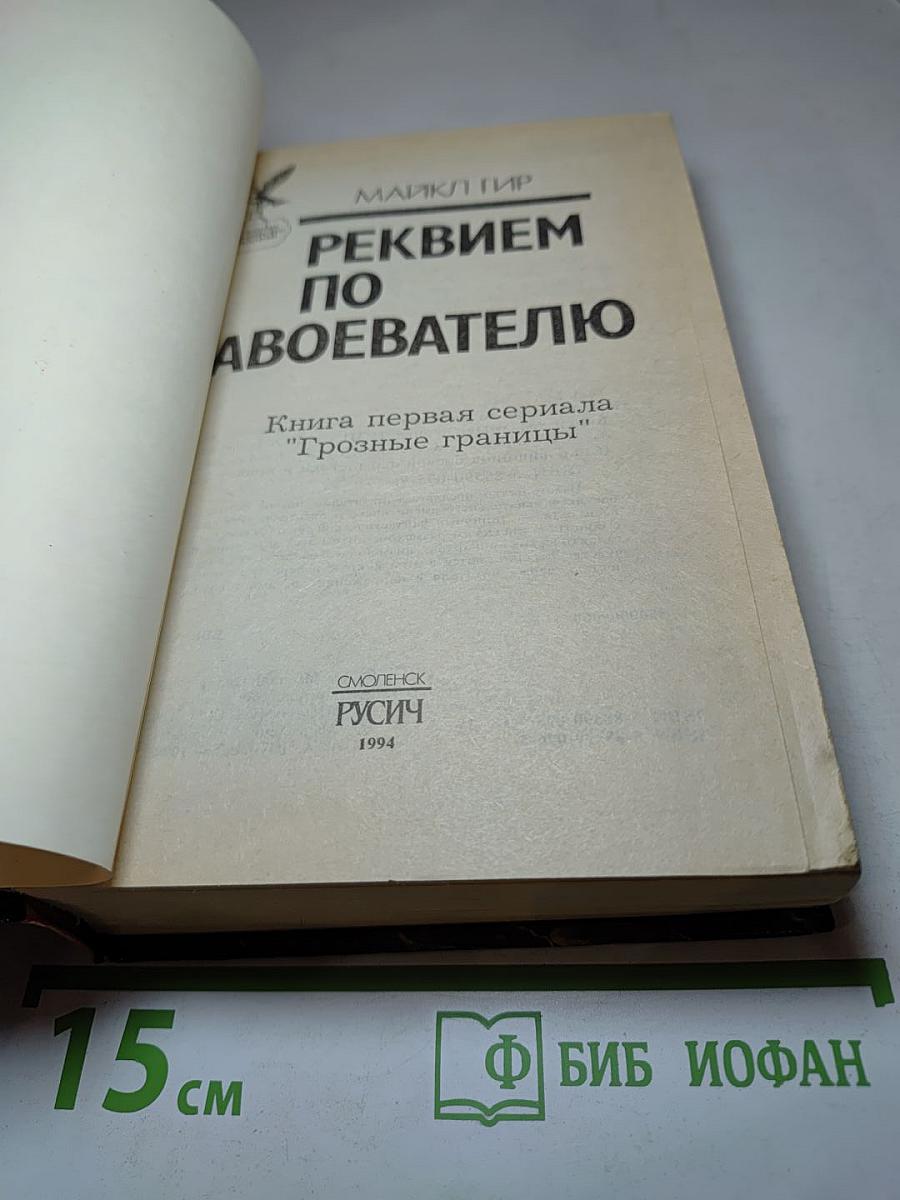 МАЙКЛ ГИР
РЕКВИЕМ
ПО
АВОЕВАТЕЛЮ
Книга первая сериала
"Грозные границы"
СМОЛЕНСК
РУСИЧ
1994
15 см
Ф БИБ ИОФАН